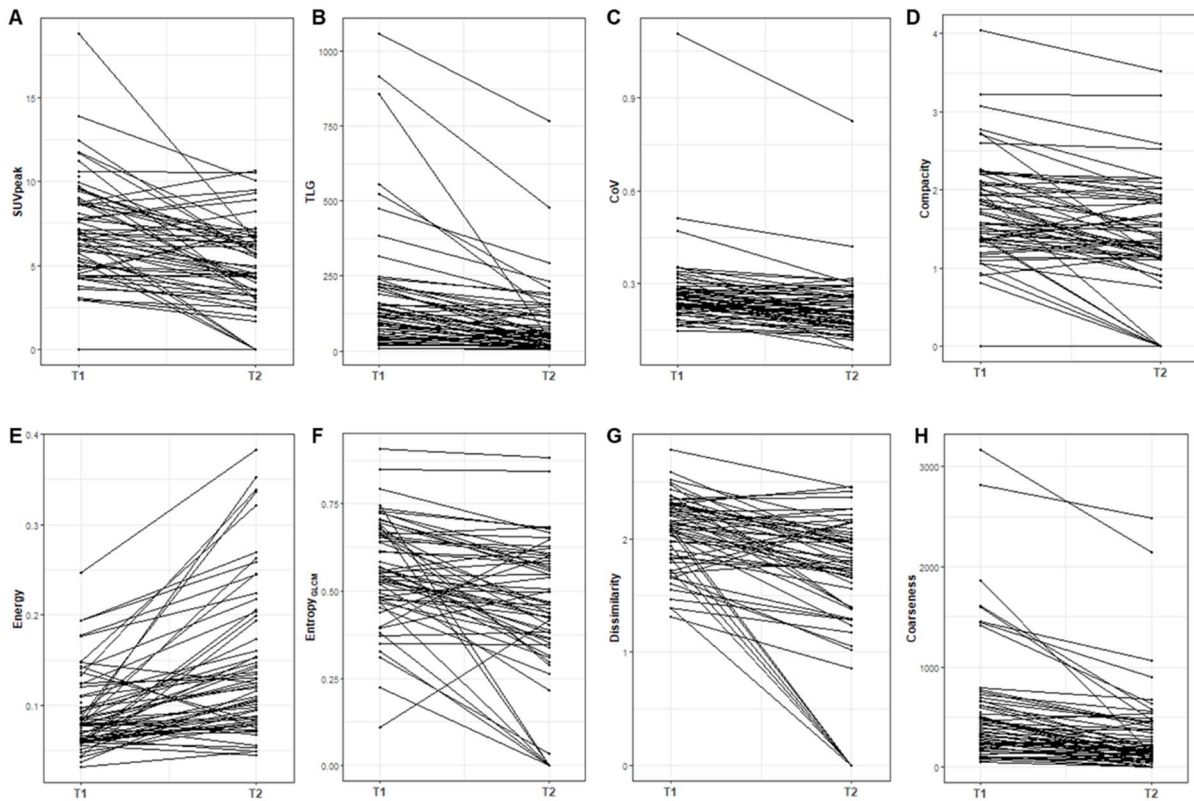 A
SUVpeak
15
10
5
0
T1
T2
B
TLG
1000
750
500
250
0
T1
T2
C
CoV
0.9
0.6
0.3
T1
T2
D
Compacity
4
3
2
1
0
T1
T2
E
Energy
0.4
0.3
0.2
0.1
T1
T2
F
Entropy GLCM
0.75
0.50
0.25
0.00
T1
T2
G
Dissimilarity
2
1
0
T1
T2
H
Coarseness
3000
2000
1000
0
T1
T2